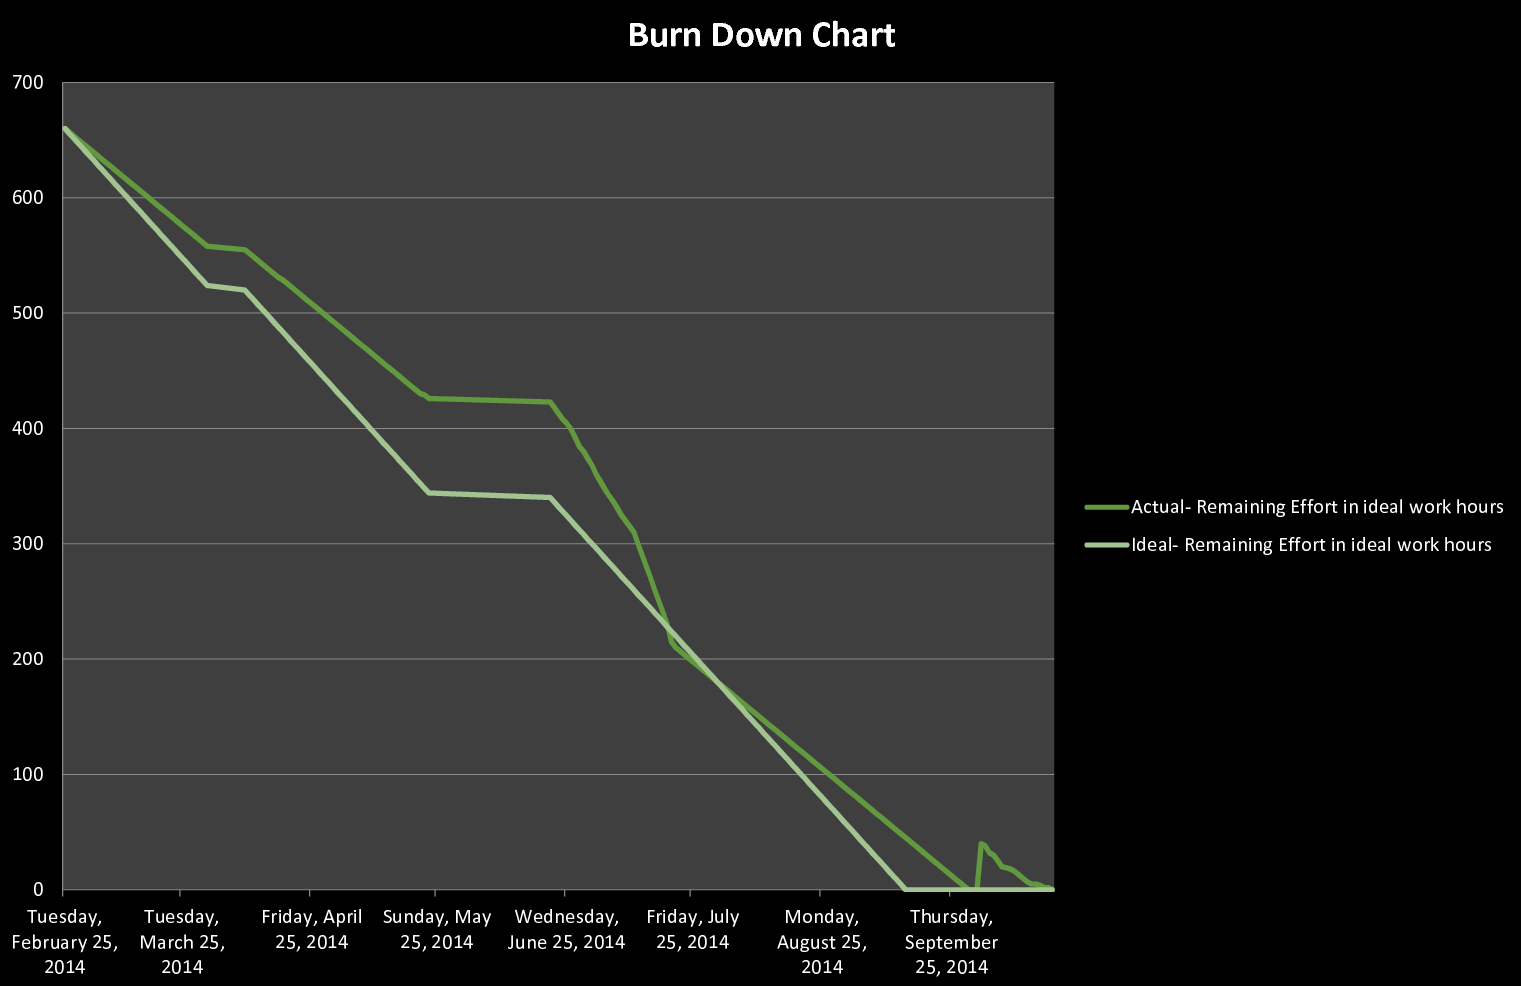 Burn Down Chart
700
600
500
400
300
200
100
0
Tuesday,
February 25,
2014
Tuesday,
March 25,
2014
Friday, April
25, 2014
Sunday, May
25, 2014
Wednesday,
June 25, 2014
Friday, July
25, 2014
Monday,
August 25,
2014
Thursday,
September
25, 2014
Actual- Remaining Effort in ideal work hours
Ideal- Remaining Effort in ideal work hours